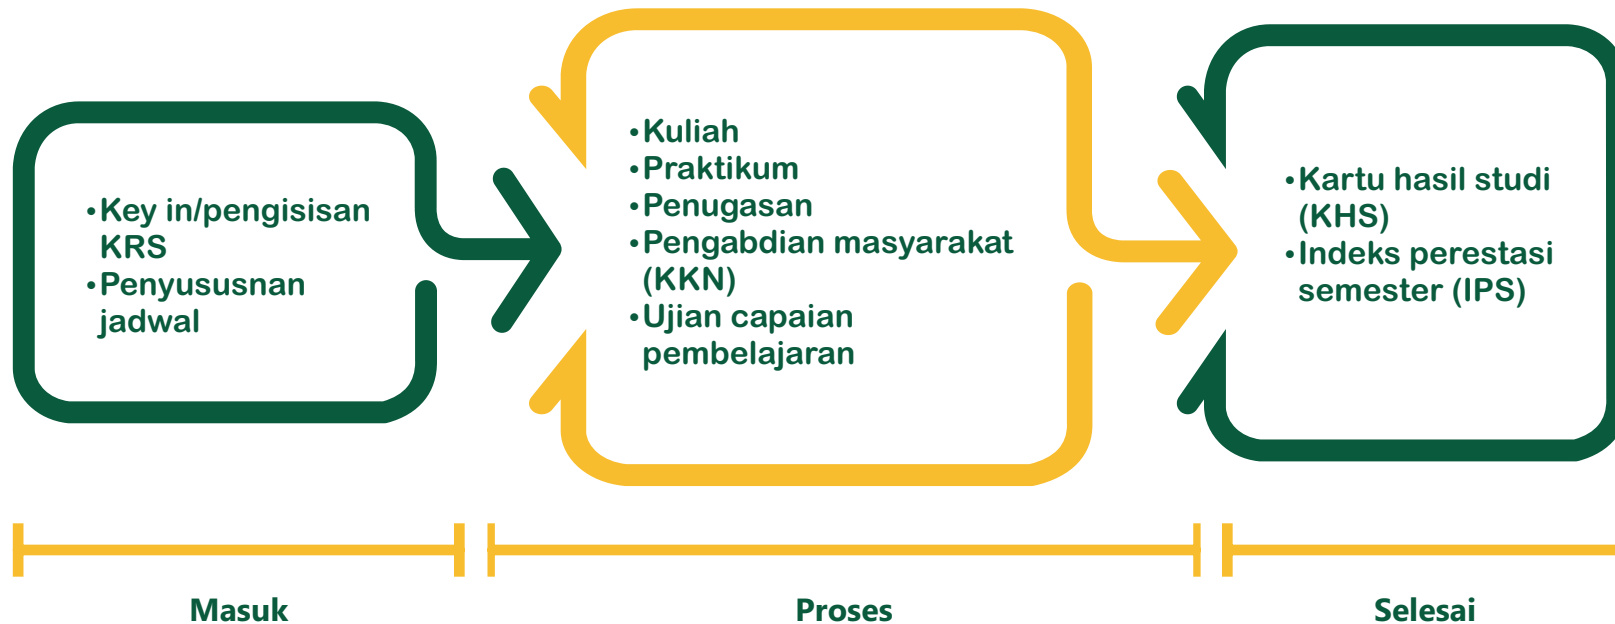 •Key in/pengisisan
KRS
•Penyususnan
jadwal
•Kuliah
•Praktikum
•Penugasan
•Pengabdian masyarakat
(KKN)
•Ujian capaian
pembelajaran
•Kartu hasil studi
(KHS)
•Indeks perestasi
semester (IPS)
Masuk
Proses
Selesai